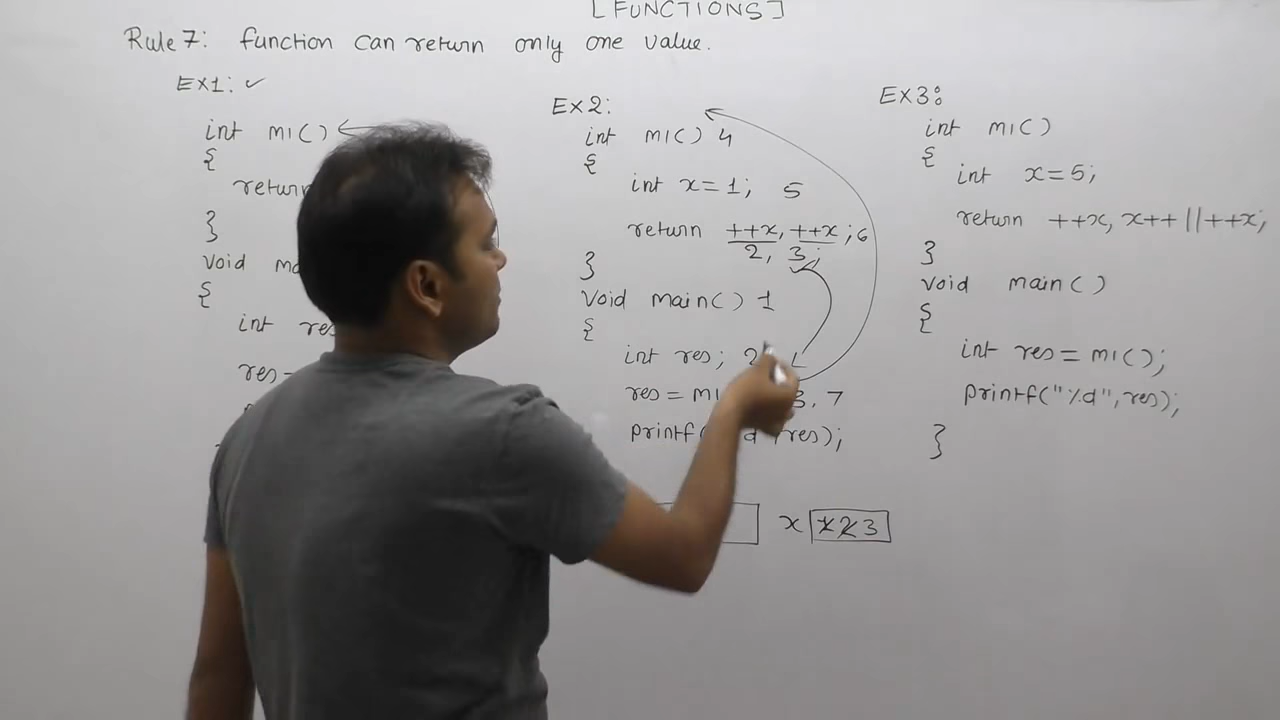 [FUNCTIONS]
Rule 7: function can return only one value.
EX1: ✓
int m1()
{
return
}
void
{
int res
res=
EX2:
int m1() 4
{
int x=1; 5
return ++x, ++x ; 6
2, 3;
}
void main() 1
{
int res; 2
res = m1 3, 7
printf( d res);
x 1 2 3
EX3:
int m1()
{
int x=5;
return ++x, x++ || ++x;
}
void main()
{
int res = m1();
printf("%d", res);
}